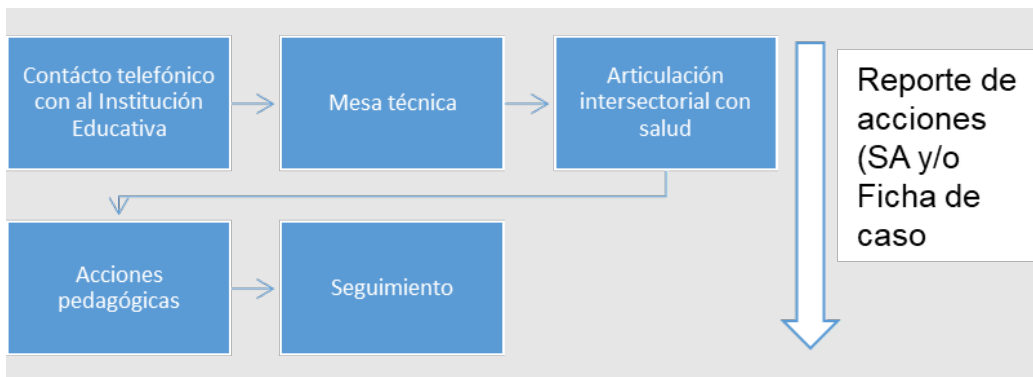 Contácto telefónico
con al Institución
Educativa
Mesa técnica
Articulación
intersectorial con
salud
Acciones
pedagógicas
Seguimiento
Reporte de
acciones
(SA y/o
Ficha de
caso